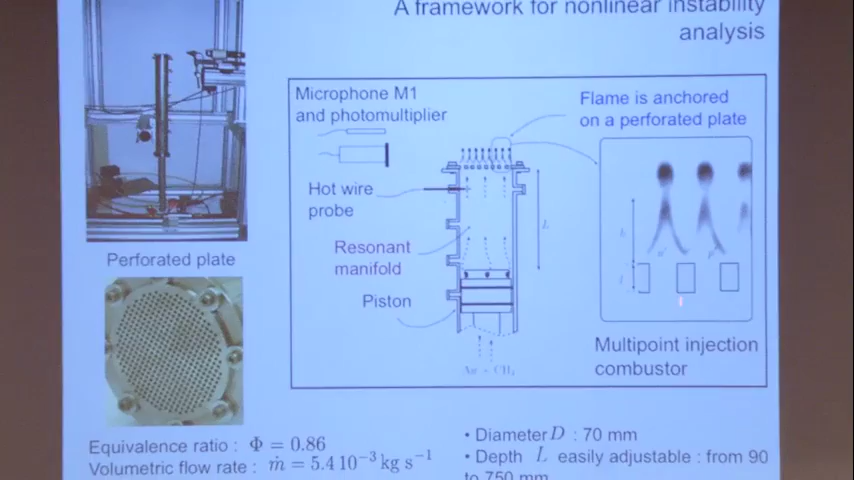 A framework for nonlinear instability
analysis
Microphone M1
and photomultiplier
Flame is anchored
on a perforated plate
Hot wire
probe
Resonant
manifold
Piston
L
Air + CH₄
Multipoint injection
combustor
Perforated plate
Equivalence ratio : Φ = 0.86
Volumetric flow rate : ṁ = 5.4 10⁻³ kg s⁻¹
• Diameter D : 70 mm
• Depth L easily adjustable : from 90
to 750 mm